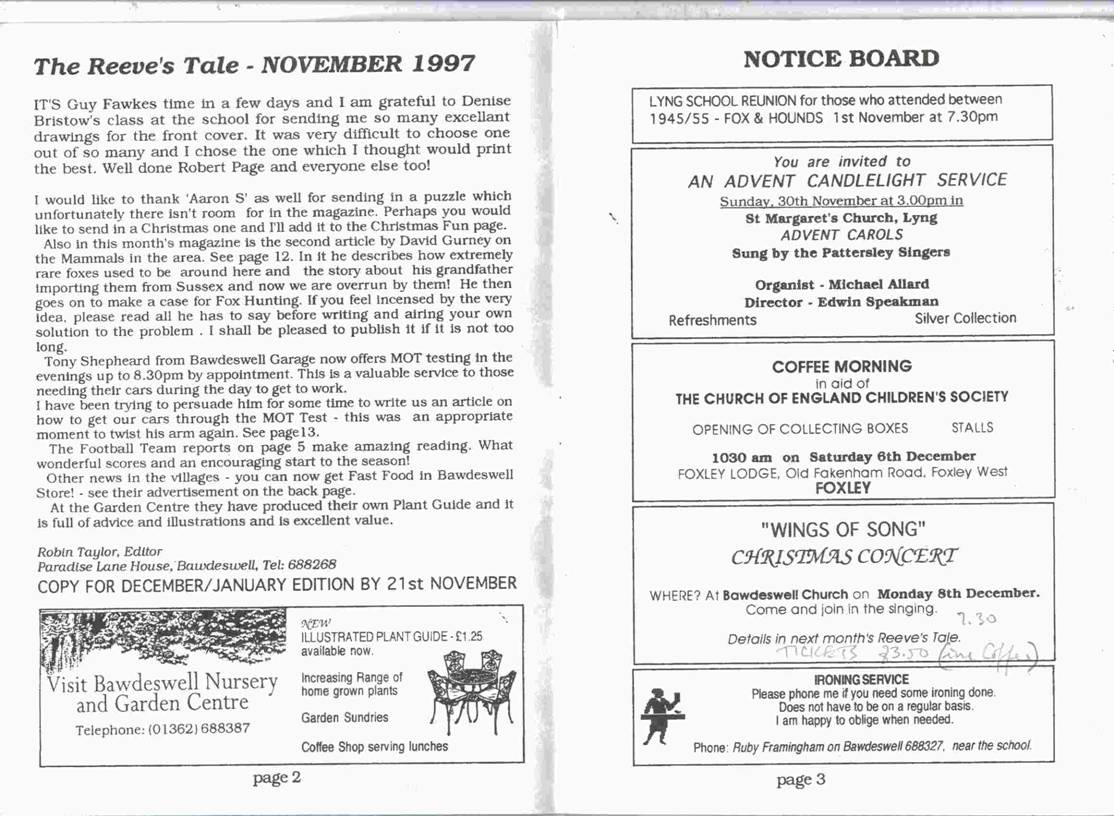 The Reeve's Tale - NOVEMBER 1997
IT'S Guy Fawkes time in a few days and I am grateful to Denise
Bristow's class at the school for sending me so many excellant
drawings for the front cover. It was very difficult to choose one
out of so many and I chose the one which I thought would print
the best. Well done Robert Page and everyone else too!
I would like to thank 'Aaron S' as well for sending in a puzzle which
unfortunately there isn't room for in the magazine. Perhaps you would
like to send in a Christmas one and I'll add it to the Christmas Fun page.
Also in this month's magazine is the second article by David Gurney on
the Mammals in the area. See page 12. In it he describes how extremely
rare foxes used to be around here and the story about his grandfather
importing them from Sussex and now we are overrun by them! He then
goes on to make a case for Fox Hunting. If you feel incensed by the very
idea, please read all he has to say before writing and airing your own
solution to the problem . I shall be pleased to publish it if it is not too
long.
Tony Shepheard from Bawdeswell Garage now offers MOT testing in the
evenings up to 8.30pm by appointment. This is a valuable service to those
needing their cars during the day to get to work.
I have been trying to persuade him for some time to write us an article on
how to get our cars through the MOT Test - this was an appropriate
moment to twist his arm again. See page13.
The Football Team reports on page 5 make amazing reading. What
wonderful scores and an encouraging start to the season!
Other news in the villages - you can now get Fast Food in Bawdeswell
Store! - see their advertisement on the back page.
At the Garden Centre they have produced their own Plant Guide and it
is full of advice and illustrations and is excellent value.
Robin Taylor, Editor
Paradise Lane House, Bawdeswell, Tel: 688268
COPY FOR DECEMBER/JANUARY EDITION BY 21st NOVEMBER
Visit Bawdeswell Nursery
and Garden Centre
Telephone: (01362) 688387
NEW
ILLUSTRATED PLANT GUIDE - £1.25
available now.
Increasing Range of
home grown plants
Garden Sundries
Coffee Shop serving lunches
page 2
NOTICE BOARD
LYNG SCHOOL REUNION for those who attended between
1945/55 - FOX & HOUNDS 1st November at 7.30pm
You are invited to
AN ADVENT CANDLELIGHT SERVICE
Sunday, 30th November at 3.00pm in
St Margaret's Church, Lyng
ADVENT CAROLS
Sung by the Pattersley Singers
Organist - Michael Allard
Director - Edwin Speakman
Refreshments Silver Collection
COFFEE MORNING
in aid of
THE CHURCH OF ENGLAND CHILDREN'S SOCIETY
OPENING OF COLLECTING BOXES STALLS
1030 am on Saturday 6th December
FOXLEY LODGE, Old Fakenham Road, Foxley West
FOXLEY
"WINGS OF SONG"
CHRISTMAS CONCERT
WHERE? At Bawdeswell Church on Monday 8th December.
Come and join in the singing.
7.30
Details in next month's Reeve's Tale.
TICKETS £3.50 (inc Coffee)
IRONING SERVICE
Please phone me if you need some ironing done.
Does not have to be on a regular basis.
I am happy to oblige when needed.
Phone: Ruby Framingham on Bawdeswell 688327, near the school.
page 3